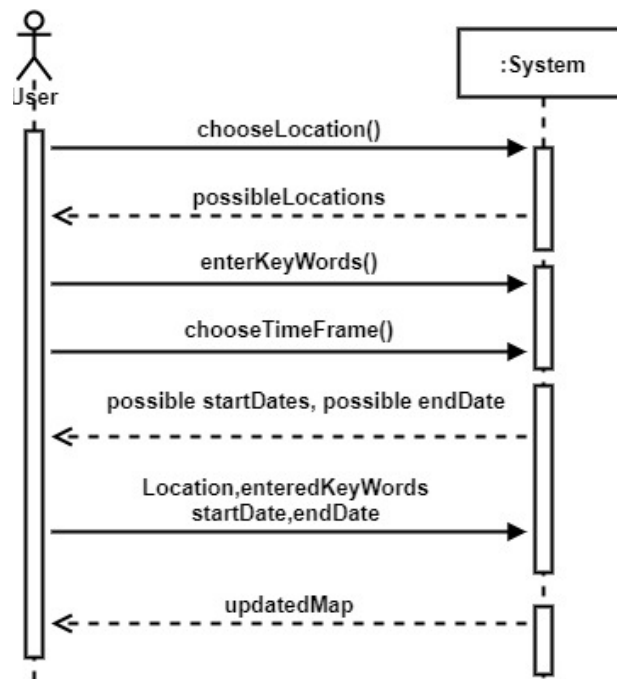 User
:System
chooseLocation()
possibleLocations
enterKeyWords()
chooseTimeFrame()
possible startDates, possible endDate
Location,enteredKeyWords
startDate,endDate
updatedMap